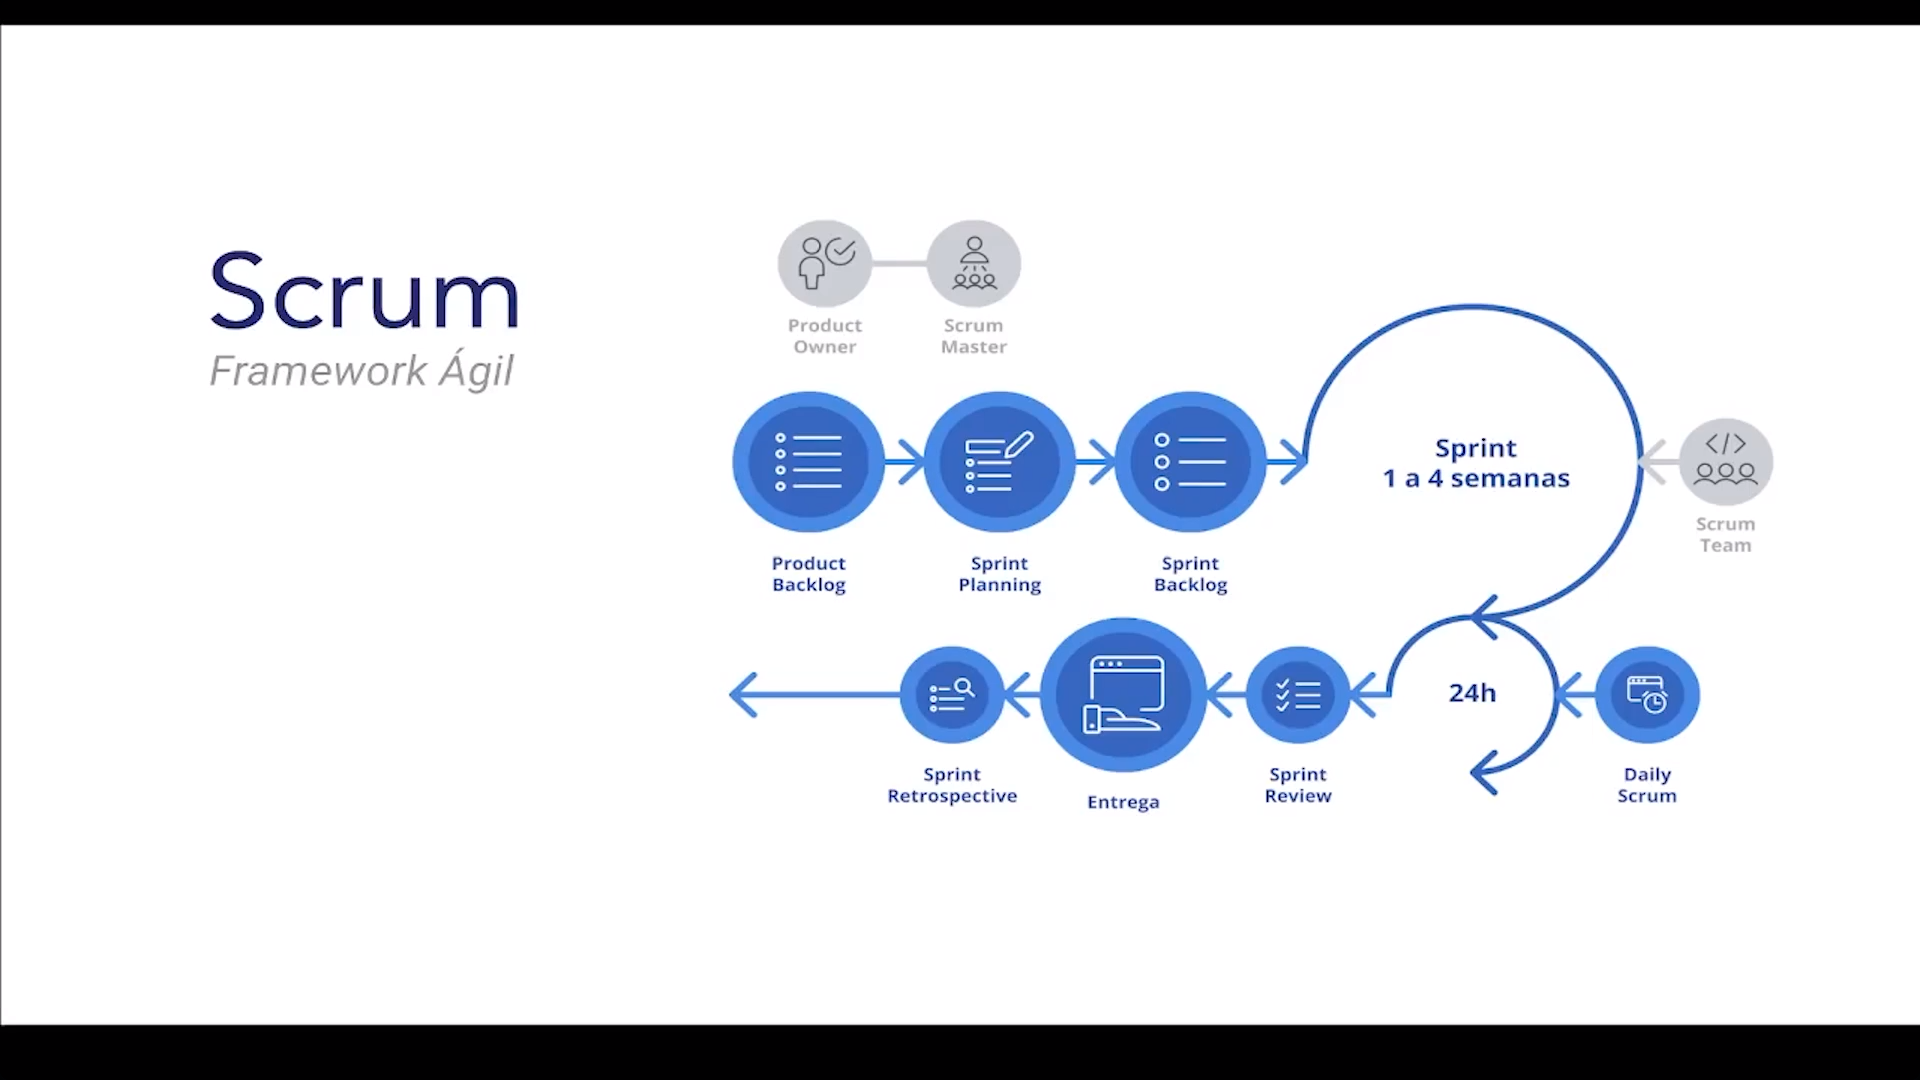 Scrum
Framework Ágil
Product
Owner
Scrum
Master
Sprint
1 a 4 semanas
Scrum
Team
Product
Backlog
Sprint
Planning
Sprint
Backlog
24h
Sprint
Retrospective
Entrega
Sprint
Review
Daily
Scrum